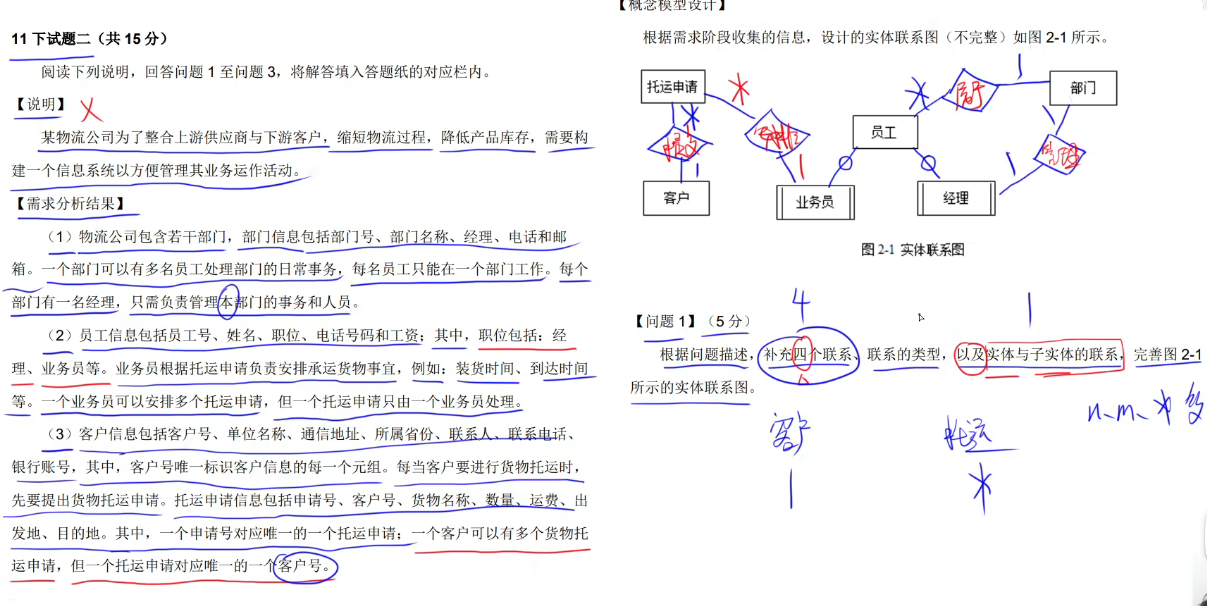 11 下试题二（共 15 分）
阅读下列说明，回答问题 1 至问题 3，将解答填入答题纸的对应栏内。
【说明】
某物流公司为了整合上游供应商与下游客户，缩短物流过程，降低产品库存，需要构
建一个信息系统以方便管理其业务运作活动。
【需求分析结果】
（1）物流公司包含若干部门，部门信息包括部门号、部门名称、经理、电话和邮
箱。一个部门可以有多名员工处理部门的日常事务，每名员工只能在一个部门工作。每个
部门有一名经理，只需负责管理本部门的事务和人员。
（2）员工信息包括员工号、姓名、职位、电话号码和工资；其中，职位包括：经
理、业务员等。业务员根据托运申请负责安排承运货物事宜，例如：装货时间、到达时间
等。一个业务员可以安排多个托运申请，但一个托运申请只由一个业务员处理。
（3）客户信息包括客户号、单位名称、通信地址、所属省份、联系人、联系电话、
银行账号，其中，客户号唯一标识客户信息的每一个元组。每当客户要进行货物托运时，
先要提出货物托运申请。托运申请信息包括申请号、客户号、货物名称、数量、运费、出
发地、目的地。其中，一个申请号对应唯一的一个托运申请；一个客户可以有多个货物托
运申请，但一个托运申请对应唯一的一个客户号。
【概念模型设计】
根据需求阶段收集的信息，设计的实体联系图（不完整）如图 2-1 所示。
托运申请
*
*
1
部门
*
员工
1
1
1
1
客户
业务员
经理
管理
图 2-1 实体联系图
4
1
【问题 1】（5 分）
根据问题描述，补充四个联系、联系的类型，以及实体与子实体的联系，完善图 2-1
所示的实体联系图。
n、m、* 多
客户
托运
1
*